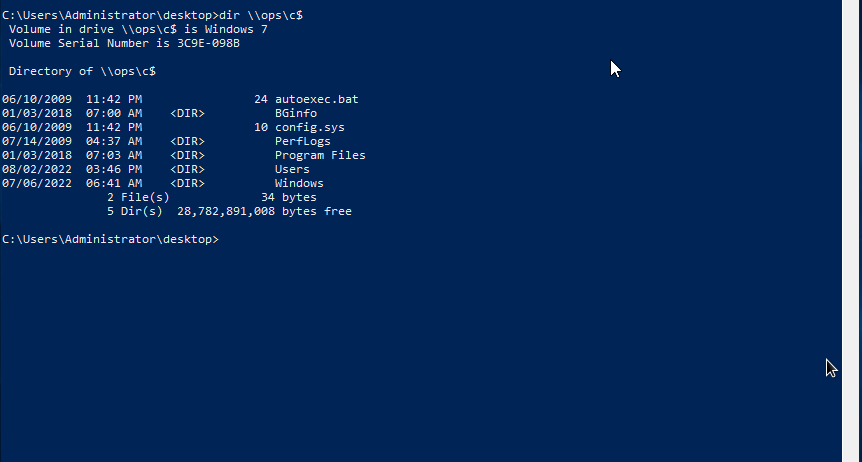 C:\Users\Administrator\desktop>dir \\ops\c$
 Volume in drive \\ops\c$ is Windows 7
 Volume Serial Number is 3C9E-098B

 Directory of \\ops\c$

06/10/2009  11:42 PM                24 autoexec.bat
01/03/2018  07:00 AM    <DIR>          BGinfo
06/10/2009  11:42 PM                10 config.sys
07/14/2009  04:37 AM    <DIR>          PerfLogs
01/03/2018  07:03 AM    <DIR>          Program Files
08/02/2022  03:46 PM    <DIR>          Users
07/06/2022  06:41 AM    <DIR>          Windows
               2 File(s)             34 bytes
               5 Dir(s)  28,782,891,008 bytes free

C:\Users\Administrator\desktop>